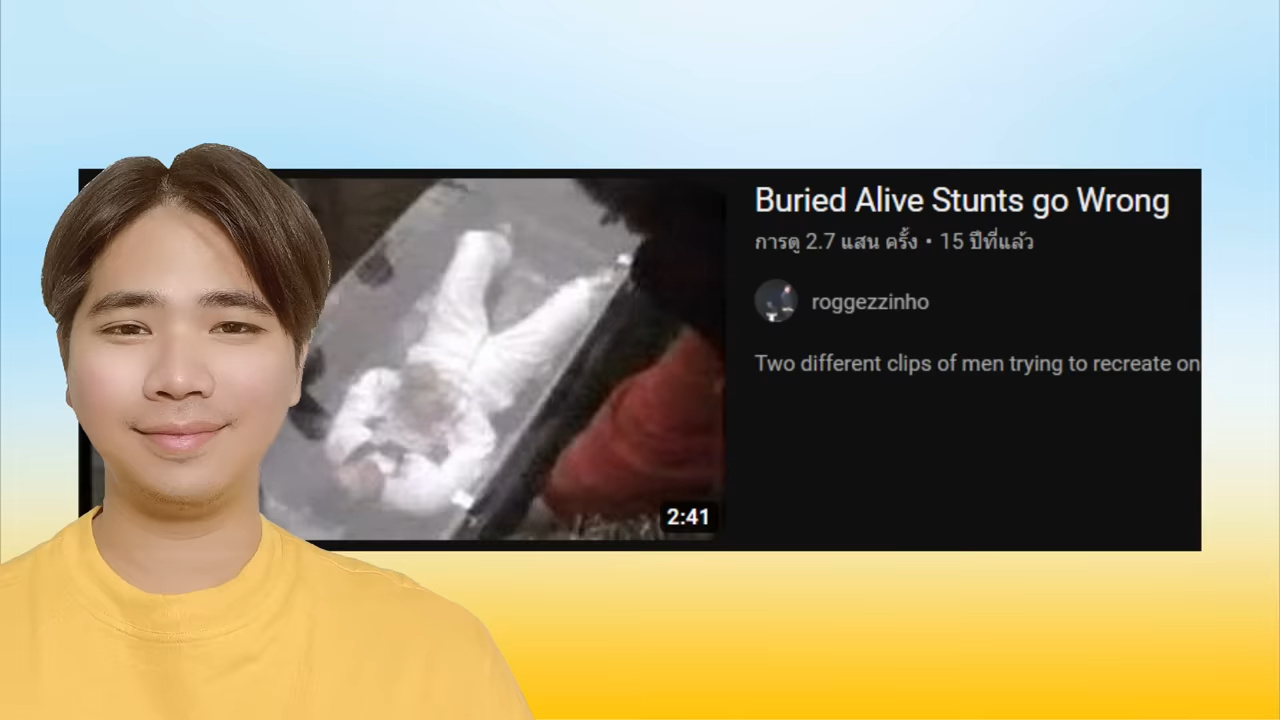 Buried Alive Stunts go Wrong
การดู 2.7 แสน ครั้ง • 15 ปีที่แล้ว
roggezzinho
Two different clips of men trying to recreate on
2:41